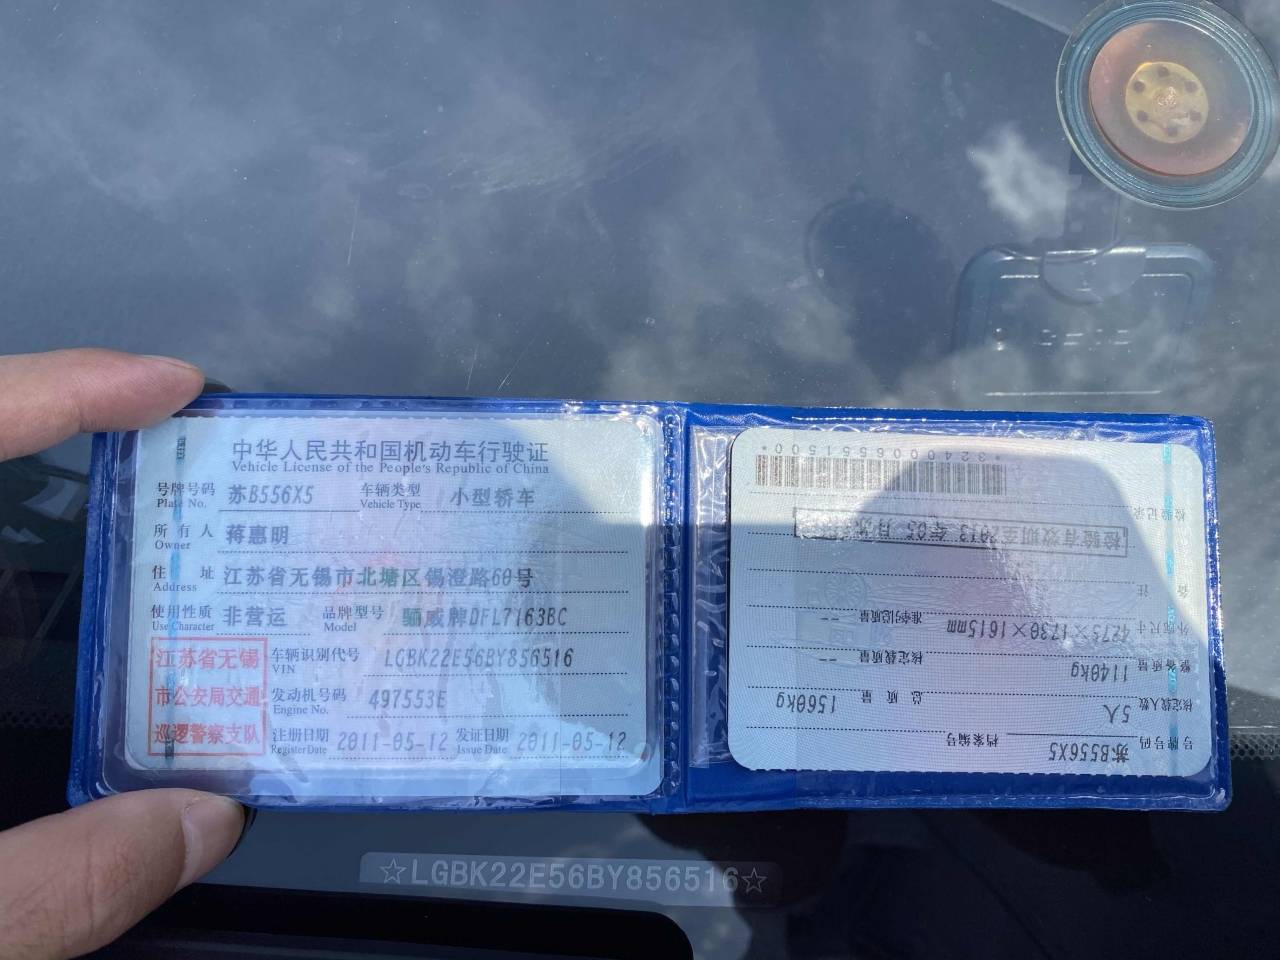 中华人民共和国机动车行驶证
Vehicle License of the People's Republic of China
号牌号码 苏B556X5 车辆类型 小型轿车
Plate No. Vehicle Type
所有人 蒋惠明
Owner
住址 江苏省无锡市北塘区锡澄路60号
Address
使用性质 非营运 品牌型号 骊威牌DFL7163BC
Use Character Model
江苏省无锡
市公安局交通
巡逻警察支队
车辆识别代号 LGBK22E56BY856516
VIN
发动机号码 497553E
Engine No.
注册日期 2011-05-12 发证日期 2011-05-12
Register Date Issue Date
号牌号码 苏B556X5 档案编号
核定载人数 5人 总质量 1560kg
整备质量 1140kg 核定载质量 --
外廓尺寸 4275×1730×1615mm 准牵引总质量 --
备注
检验记录
检验有效期至2013年05月
*3240006551500*
☆LGBK22E56BY856516☆